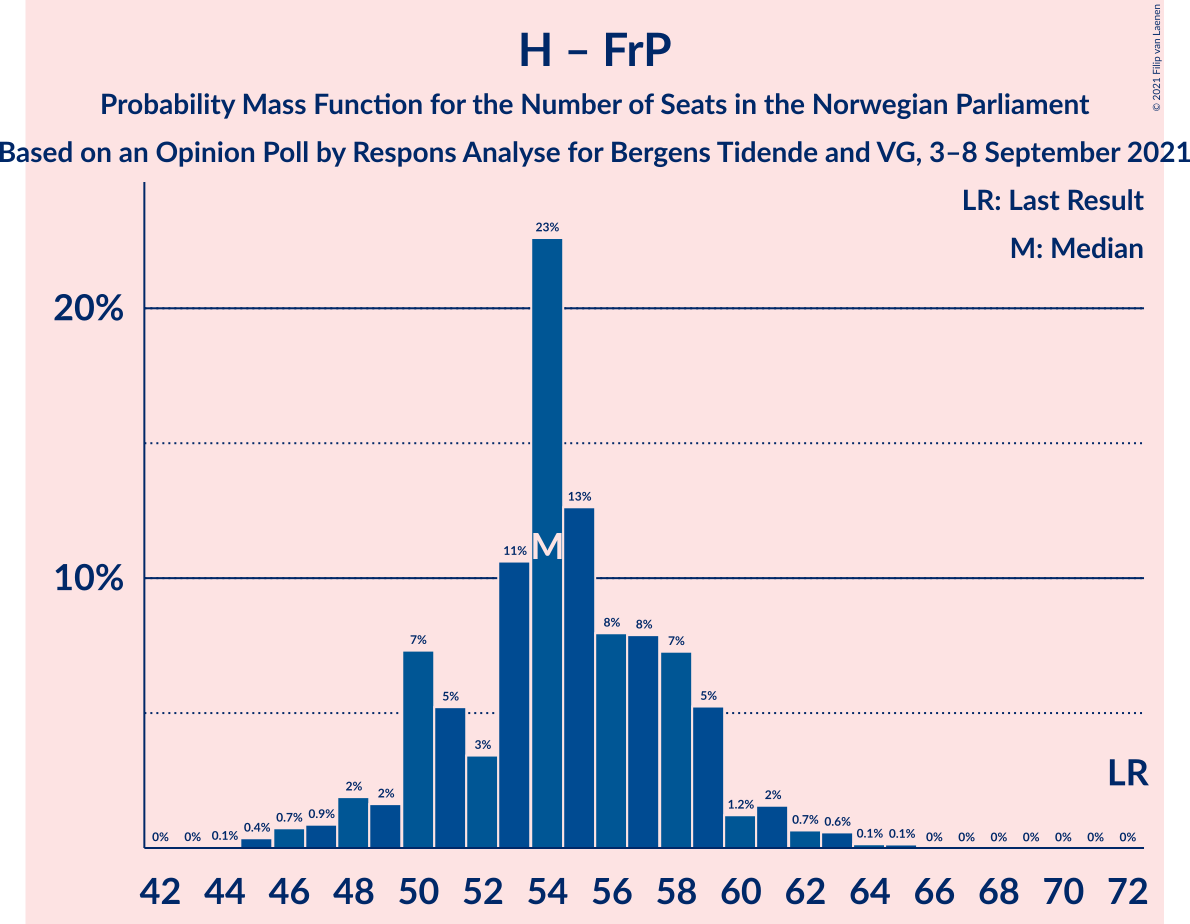 H – FrP
Probability Mass Function for the Number of Seats in the Norwegian Parliament
Based on an Opinion Poll by Respons Analyse for Bergens Tidende and VG, 3–8 September 2021
© 2021 Filip van Laenen
LR: Last Result
M: Median
20%
10%
0% 0% 0.1% 0.4% 0.7% 0.9% 2% 2% 7% 5% 3% 11% 23% 13% 8% 8% 7% 5% 1.2% 2% 0.7% 0.6% 0.1% 0.1% 0% 0% 0% 0% 0% 0% 0%
M
LR
42 44 46 48 50 52 54 56 58 60 62 64 66 68 70 72